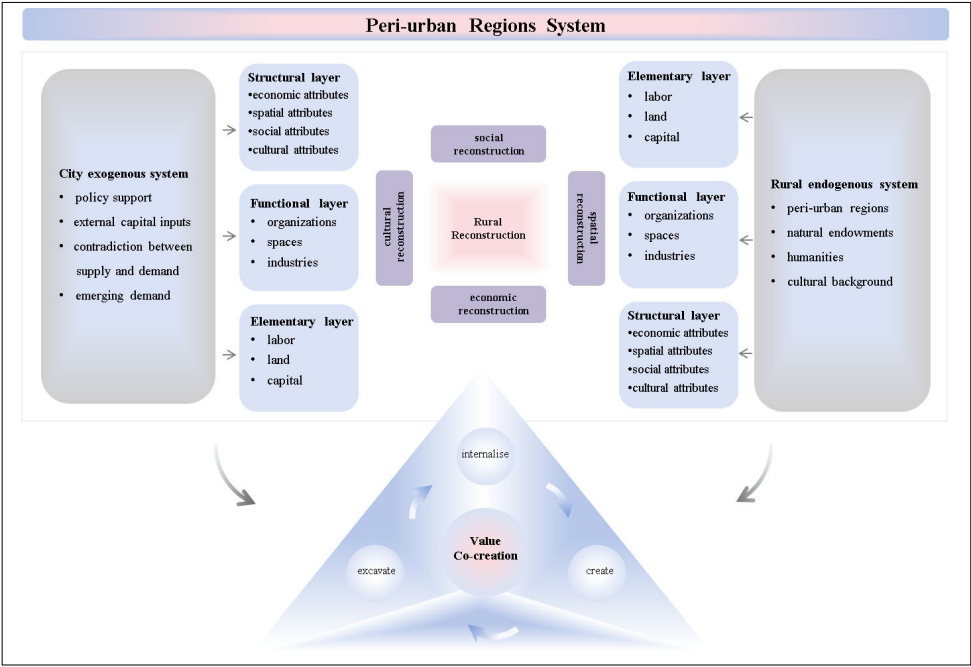 Peri-urban Regions System
City exogenous system
• policy support
• external capital inputs
• contradiction between
supply and demand
• emerging demand
Structural layer
•economic attributes
•spatial attributes
•social attributes
•cultural attributes
Functional layer
• organizations
• spaces
• industries
Elementary layer
• labor
• land
• capital
social
reconstruction
cultural
reconstruction
Rural
Reconstruction
spatial
reconstruction
economic
reconstruction
Elementary layer
• labor
• land
• capital
Functional layer
• organizations
• spaces
• industries
Structural layer
•economic attributes
•spatial attributes
•social attributes
•cultural attributes
Rural endogenous system
• peri-urban regions
• natural endowments
• humanities
• cultural background
internalise
Value
Co-creation
excavate
create